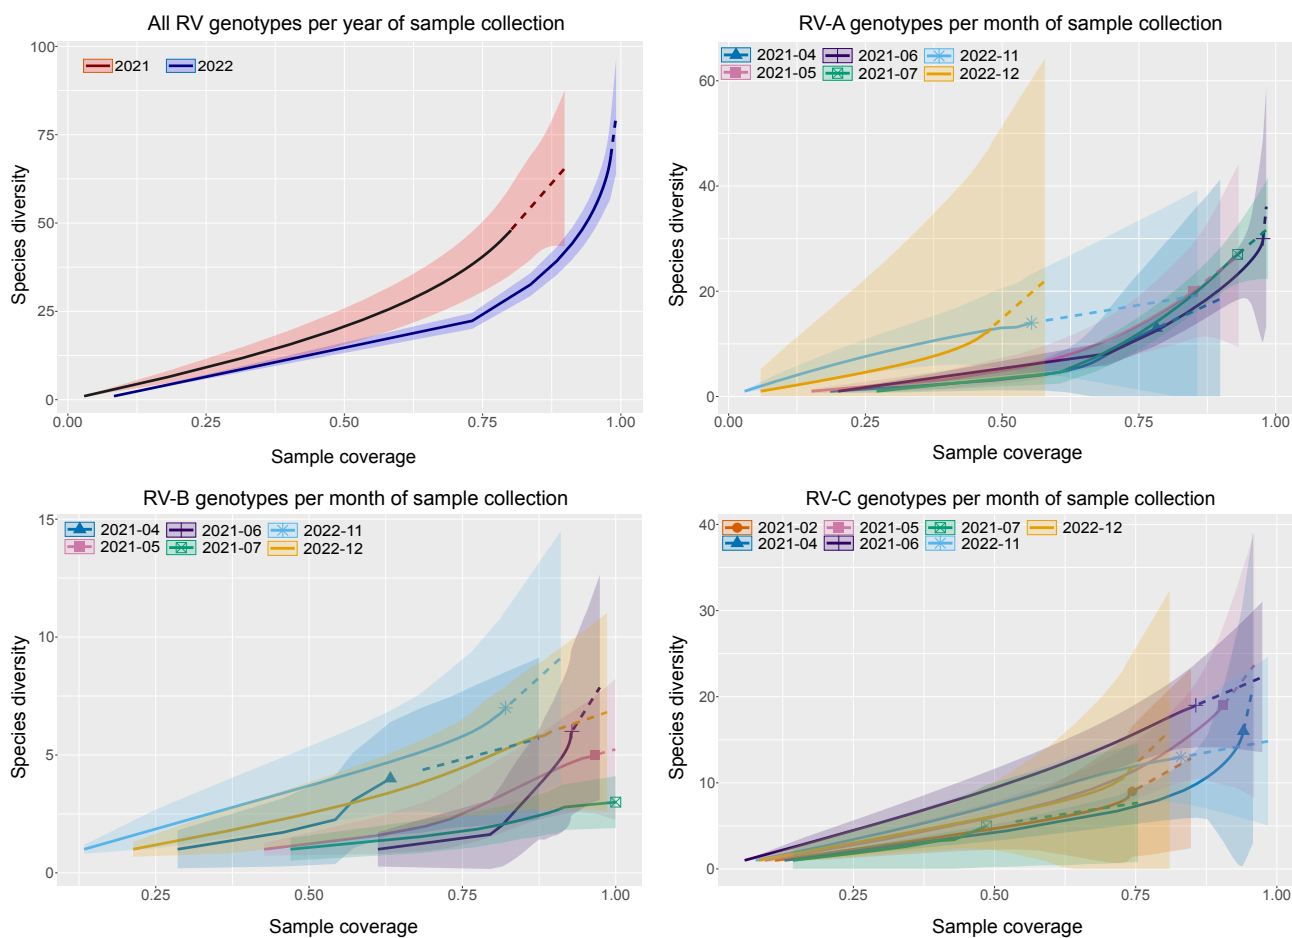 All RV genotypes per year of sample collection
100
75
50
25
0
2021 2022
Species diversity
0.00 0.25 0.50 0.75 1.00
Sample coverage
RV-A genotypes per month of sample collection
60
40
20
0
2021-04 2021-06 2022-11
2021-05 2021-07 2022-12
Species diversity
0.00 0.25 0.50 0.75 1.00
Sample coverage
RV-B genotypes per month of sample collection
15
10
5
0
2021-04 2021-06 2022-11
2021-05 2021-07 2022-12
Species diversity
0.25 0.50 0.75 1.00
Sample coverage
RV-C genotypes per month of sample collection
40
30
20
10
0
2021-02 2021-05 2021-07 2022-12
2021-04 2021-06 2022-11
Species diversity
0.25 0.50 0.75 1.00
Sample coverage